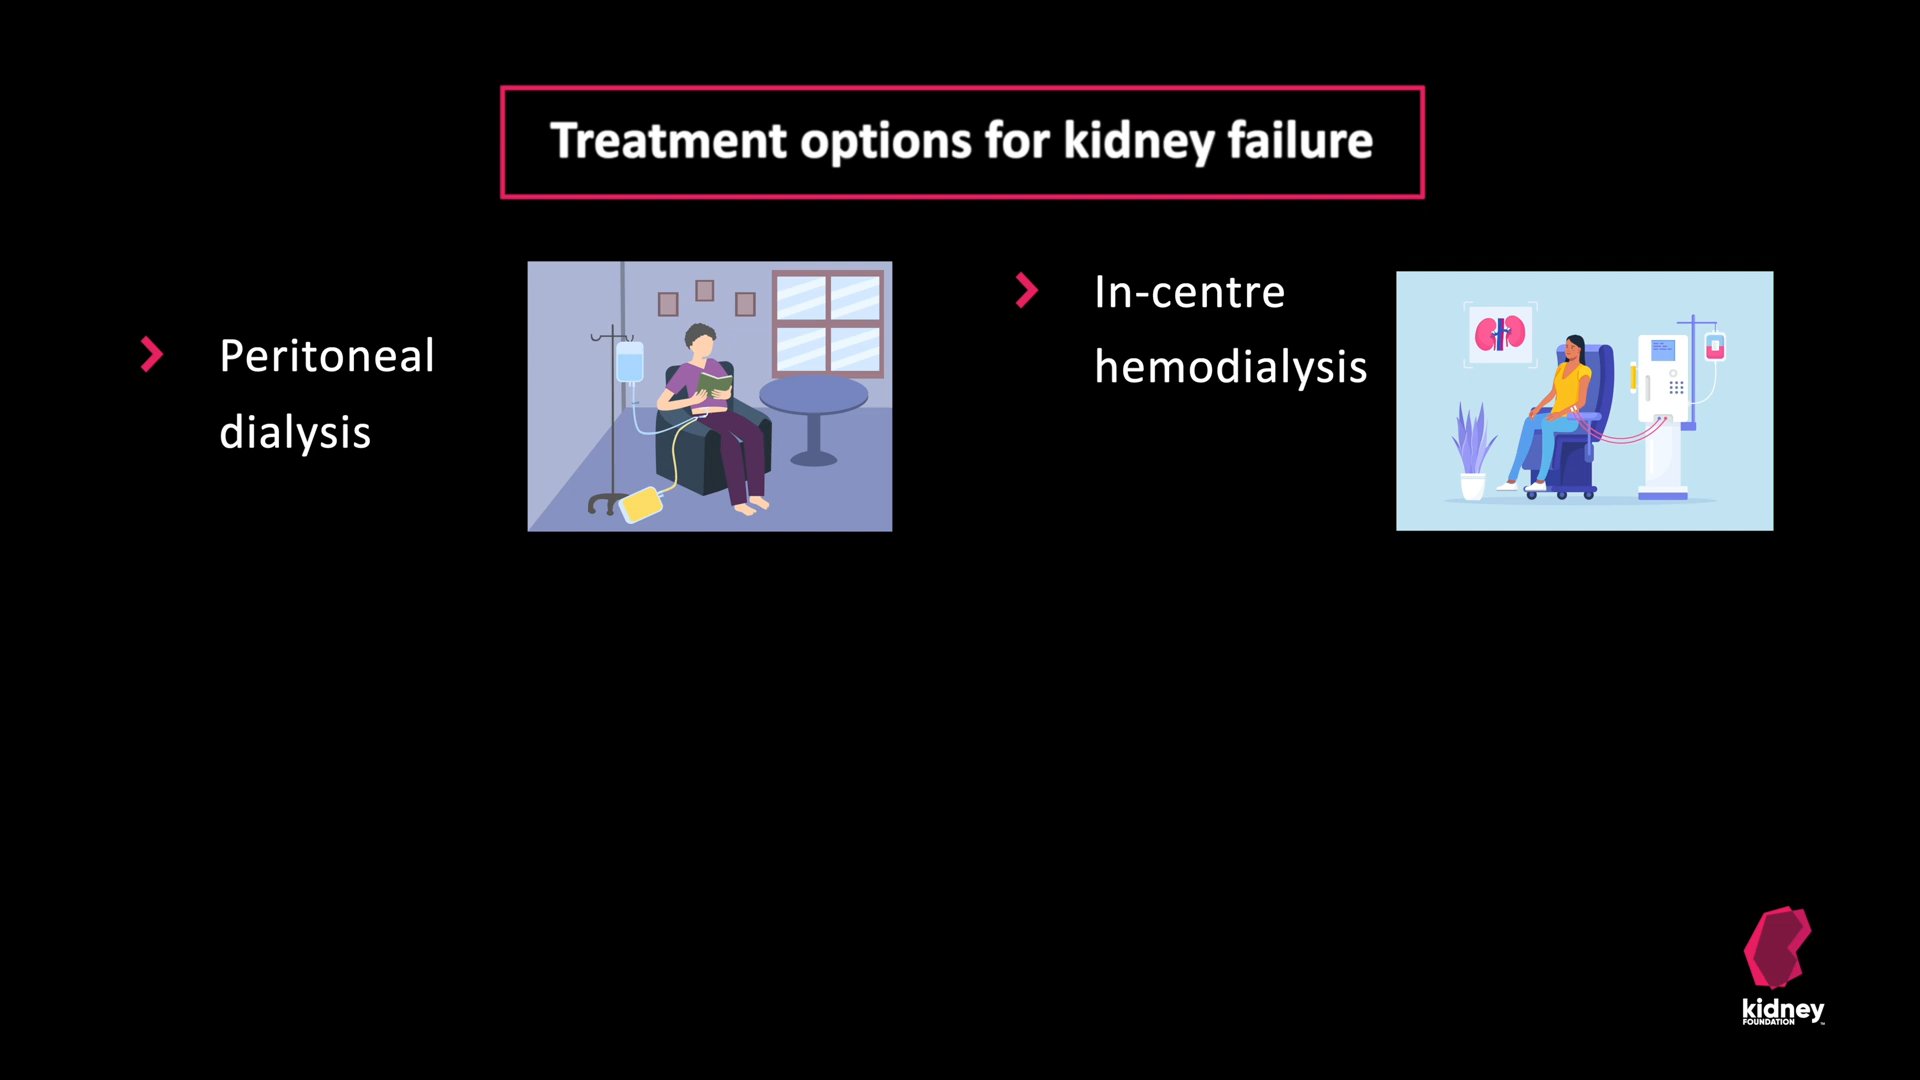 Treatment options for kidney failure
Peritoneal
dialysis
In-centre
hemodialysis
kidney
FOUNDATION